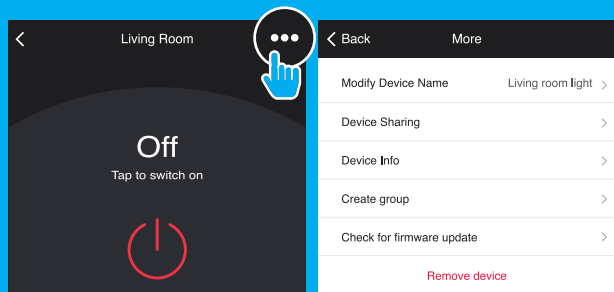 Living Room
Off
Tap to switch on
Back More
Modify Device Name Living room light
Device Sharing
Device Info
Create group
Check for firmware update
Remove device